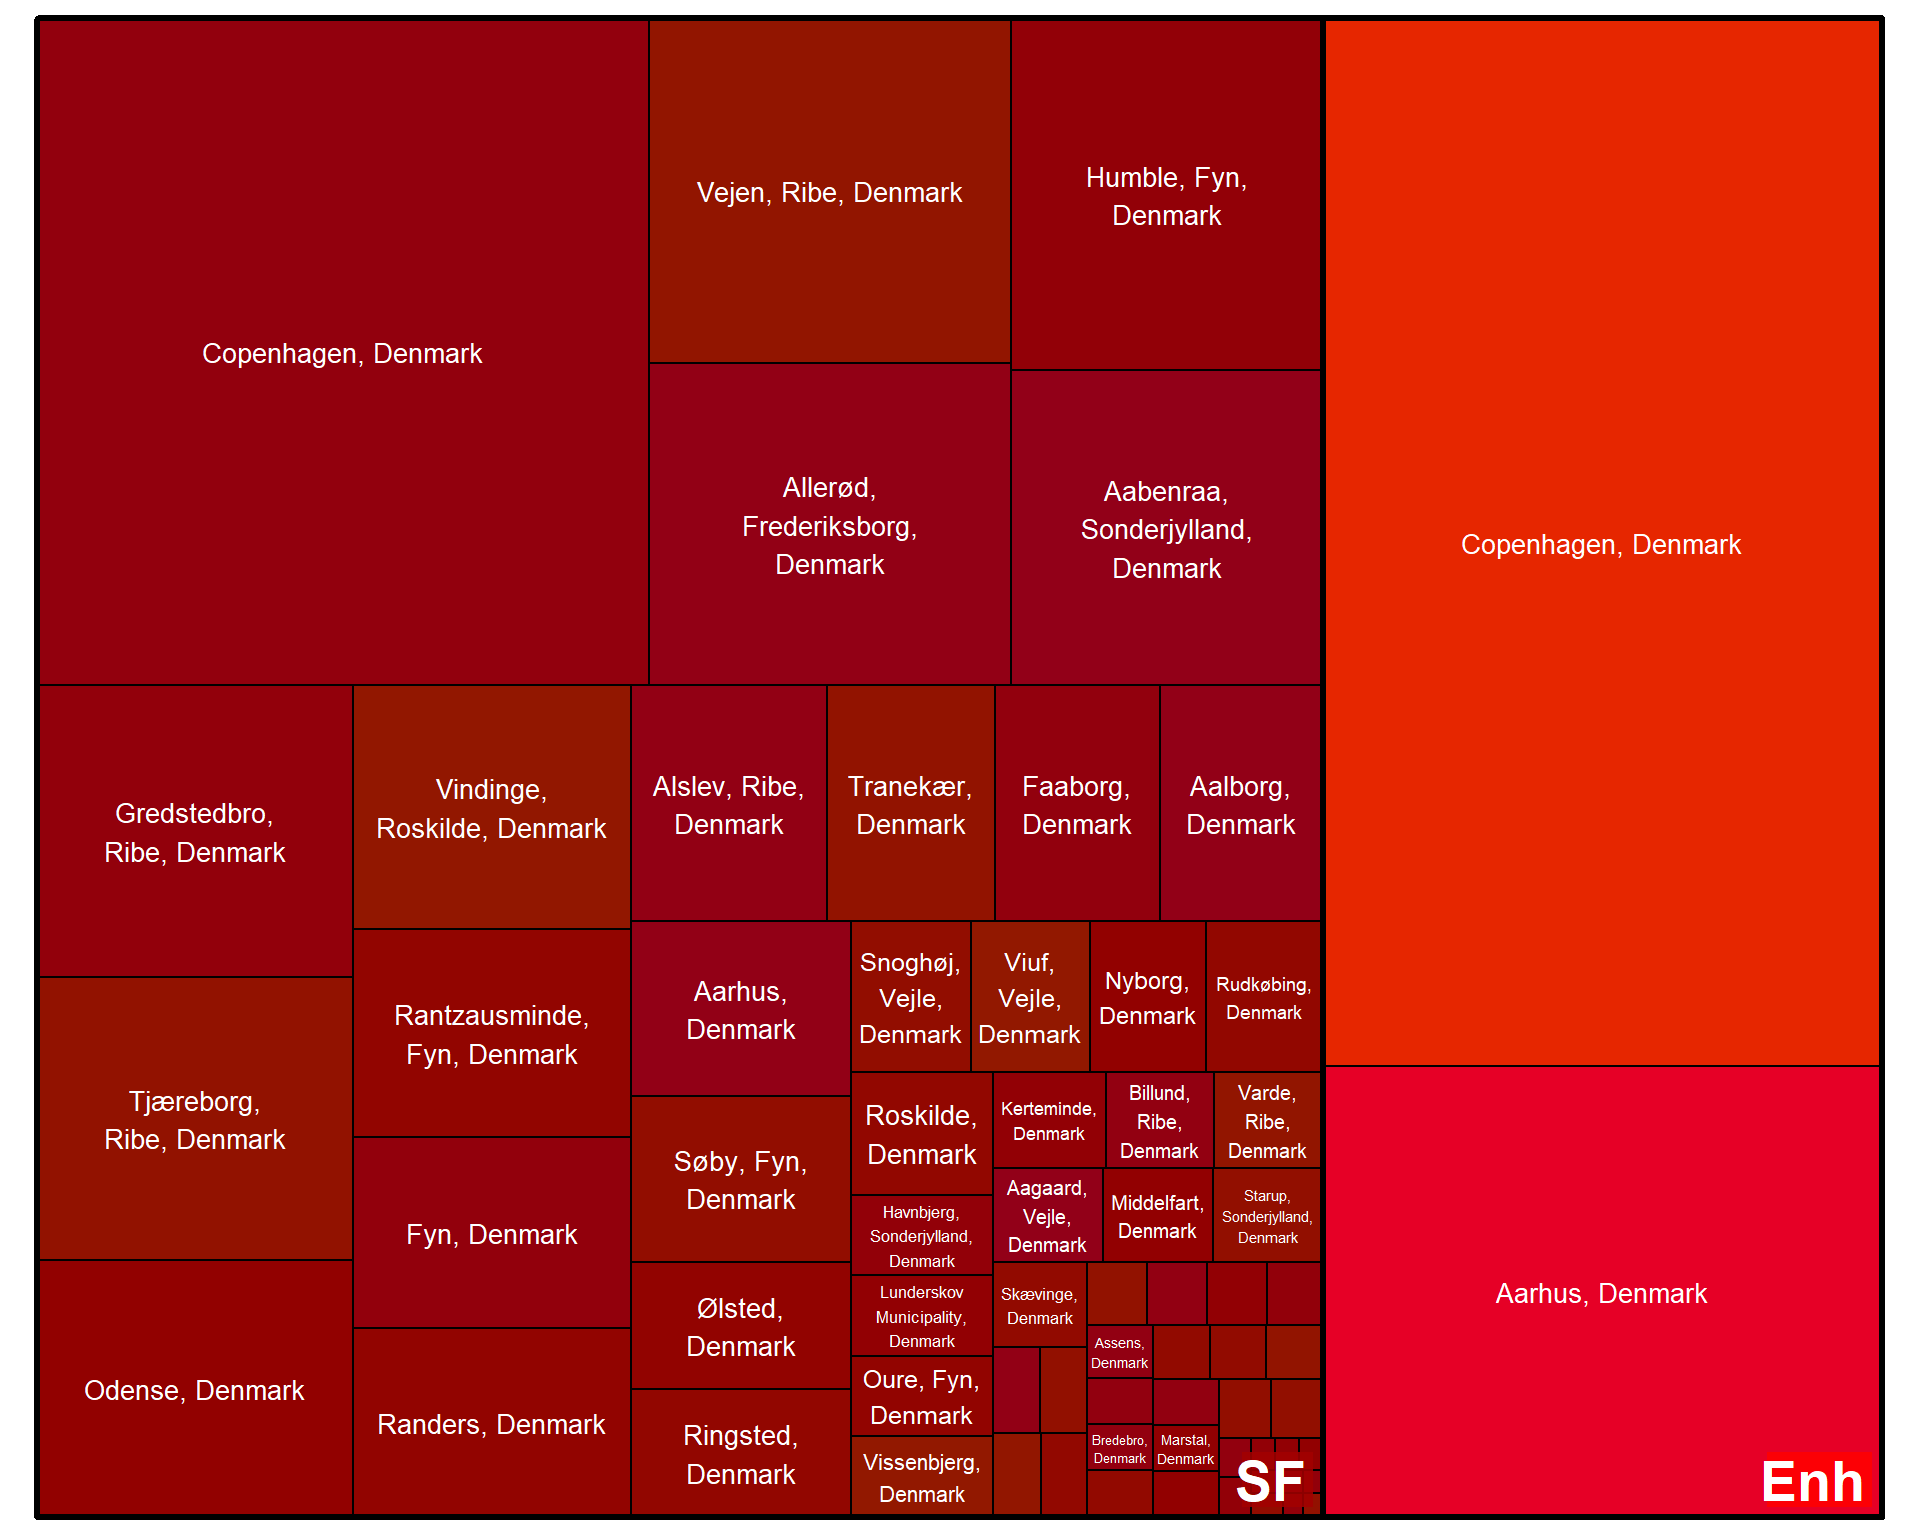 Copenhagen, Denmark
Vejen, Ribe, Denmark
Humble, Fyn,
Denmark
Allerød,
Frederiksborg,
Denmark
Aabenraa,
Sonderjylland,
Denmark
Gredstedbro,
Ribe, Denmark
Tjæreborg,
Ribe, Denmark
Odense, Denmark
Vindinge,
Roskilde, Denmark
Rantzausminde,
Fyn, Denmark
Fyn, Denmark
Randers, Denmark
Alslev, Ribe,
Denmark
Tranekær,
Denmark
Faaborg,
Denmark
Aalborg,
Denmark
Aarhus,
Denmark
Søby, Fyn,
Denmark
Ølsted,
Denmark
Ringsted,
Denmark
Snoghøj,
Vejle,
Denmark
Viuf,
Vejle,
Denmark
Nyborg,
Denmark
Rudkøbing,
Denmark
Roskilde,
Denmark
Havnbjerg,
Sonderjylland,
Denmark
Lunderskov
Municipality,
Denmark
Oure, Fyn,
Denmark
Vissenbjerg,
Denmark
Kerteminde,
Denmark
Billund,
Ribe,
Denmark
Varde,
Ribe,
Denmark
Aagaard,
Vejle,
Denmark
Middelfart,
Denmark
Starup,
Sonderjylland,
Denmark
Skævinge,
Denmark
Assens,
Denmark
Bredebro,
Denmark
Marstal,
Denmark
SF
Copenhagen, Denmark
Aarhus, Denmark
Enh